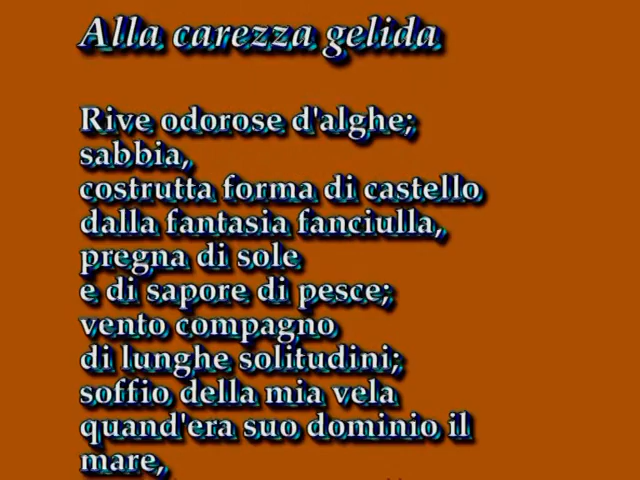 Alla carezza gelida
Rive odorose d'alghe;
sabbia,
costrutta forma di castello
dalla fantasia fanciulla,
pregna di sole
e di sapore di pesce;
vento compagno
di lunghe solitudini;
soffio della mia vela
quand'era suo dominio il
mare,